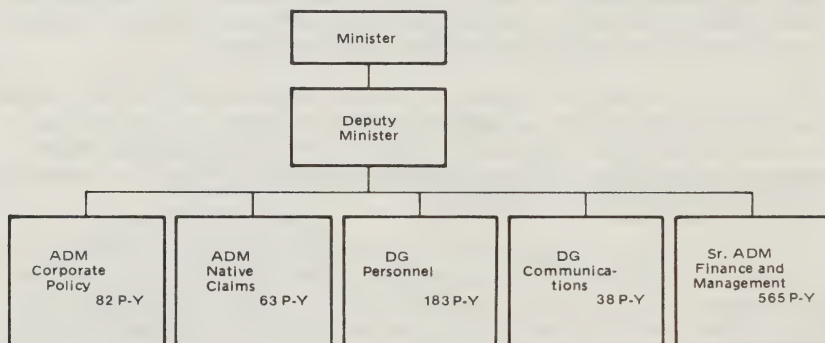 Minister
Deputy
Minister
ADM
Corporate
Policy
82 P-Y
ADM
Native
Claims
63 P-Y
DG
Personnel
183 P-Y
DG
Communica-
tions
38 P-Y
Sr. ADM
Finance and
Management
565 P-Y